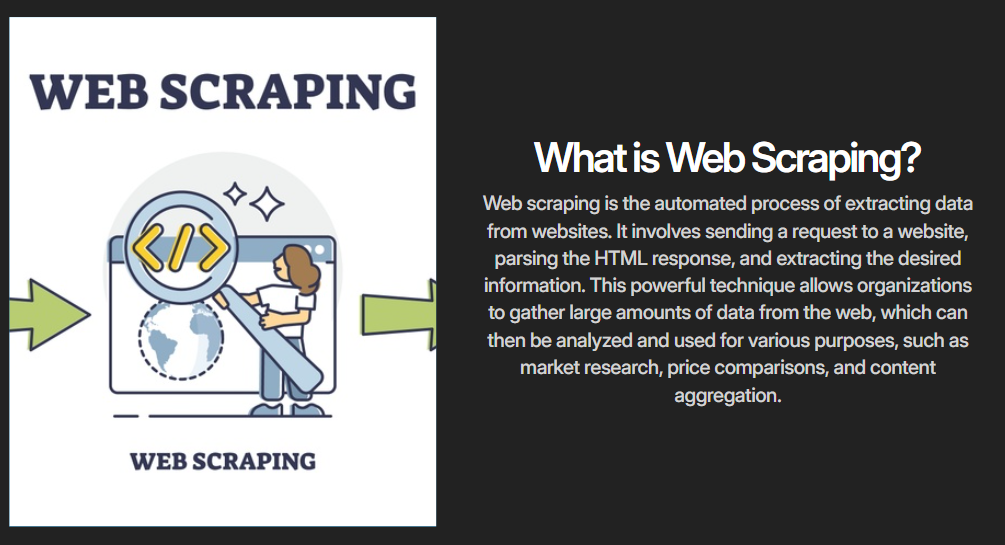 WEB SCRAPING
</>
WEB SCRAPING
What is Web Scraping?
Web scraping is the automated process of extracting data
from websites. It involves sending a request to a website,
parsing the HTML response, and extracting the desired
information. This powerful technique allows organizations
to gather large amounts of data from the web, which can
then be analyzed and used for various purposes, such as
market research, price comparisons, and content
aggregation.